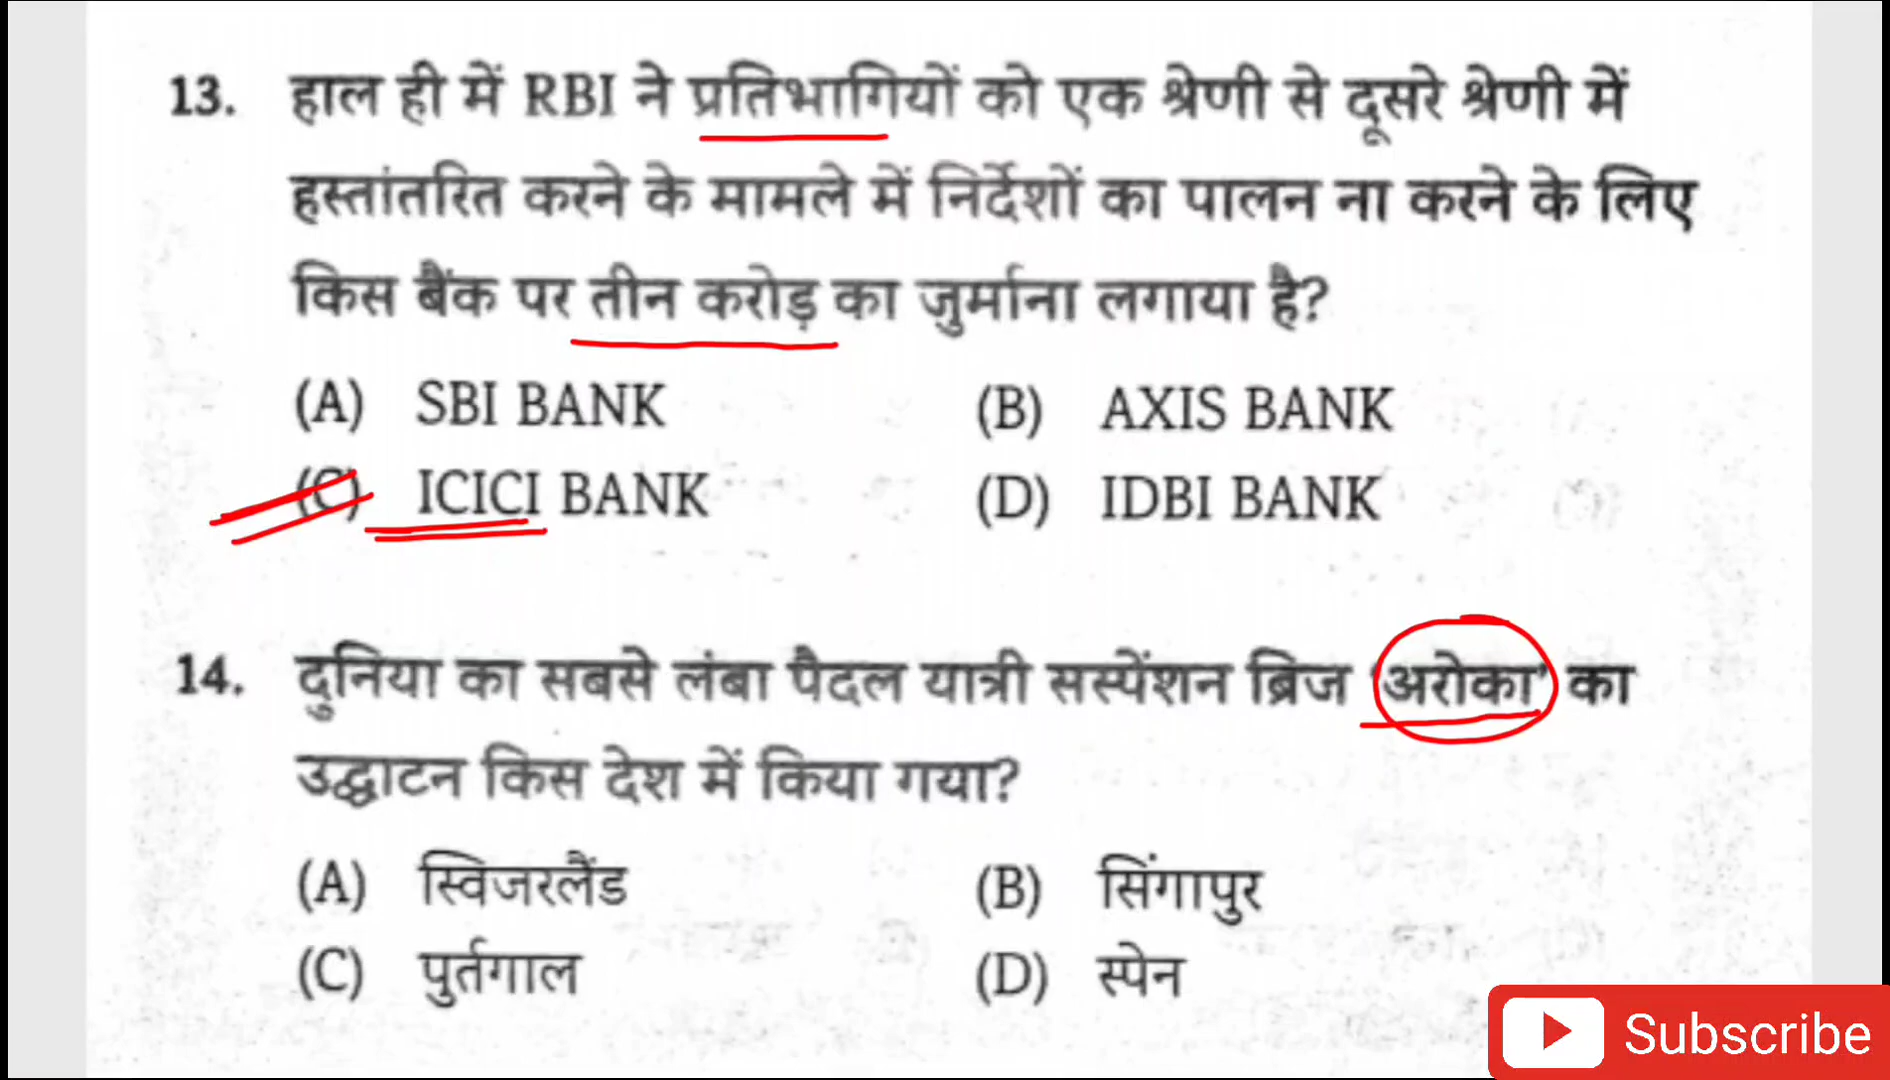 13. हाल ही में RBI ने प्रतिभागियों को एक श्रेणी से दूसरे श्रेणी में
हस्तांतरित करने के मामले में निर्देशों का पालन ना करने के लिए
किस बैंक पर तीन करोड़ का जुर्माना लगाया है?
(A) SBI BANK (B) AXIS BANK
(C) ICICI BANK (D) IDBI BANK
14. दुनिया का सबसे लंबा पैदल यात्री सस्पेंशन ब्रिज 'अरोका' का
उद्घाटन किस देश में किया गया?
(A) स्विजरलैंड (B) सिंगापुर
(C) पुर्तगाल (D) स्पेन
Subscribe